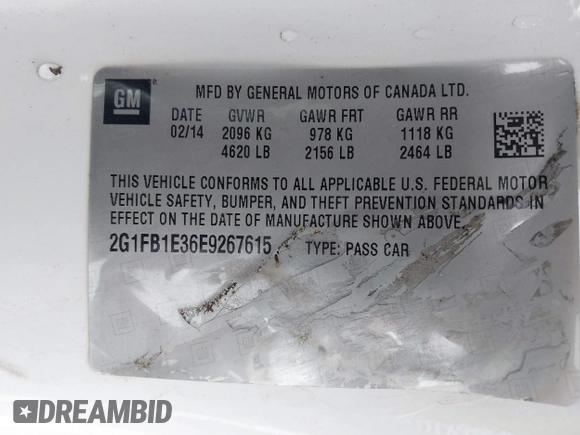 GM
MFD BY GENERAL MOTORS OF CANADA LTD.
DATE GVWR GAWR FRT GAWR RR
02/14 2096 KG 978 KG 1118 KG
4620 LB 2156 LB 2464 LB
THIS VEHICLE CONFORMS TO ALL APPLICABLE U.S. FEDERAL MOTOR
VEHICLE SAFETY, BUMPER, AND THEFT PREVENTION STANDARDS IN
EFFECT ON THE DATE OF MANUFACTURE SHOWN ABOVE.
2G1FB1E36E9267615 TYPE: PASS CAR
DREAMBID